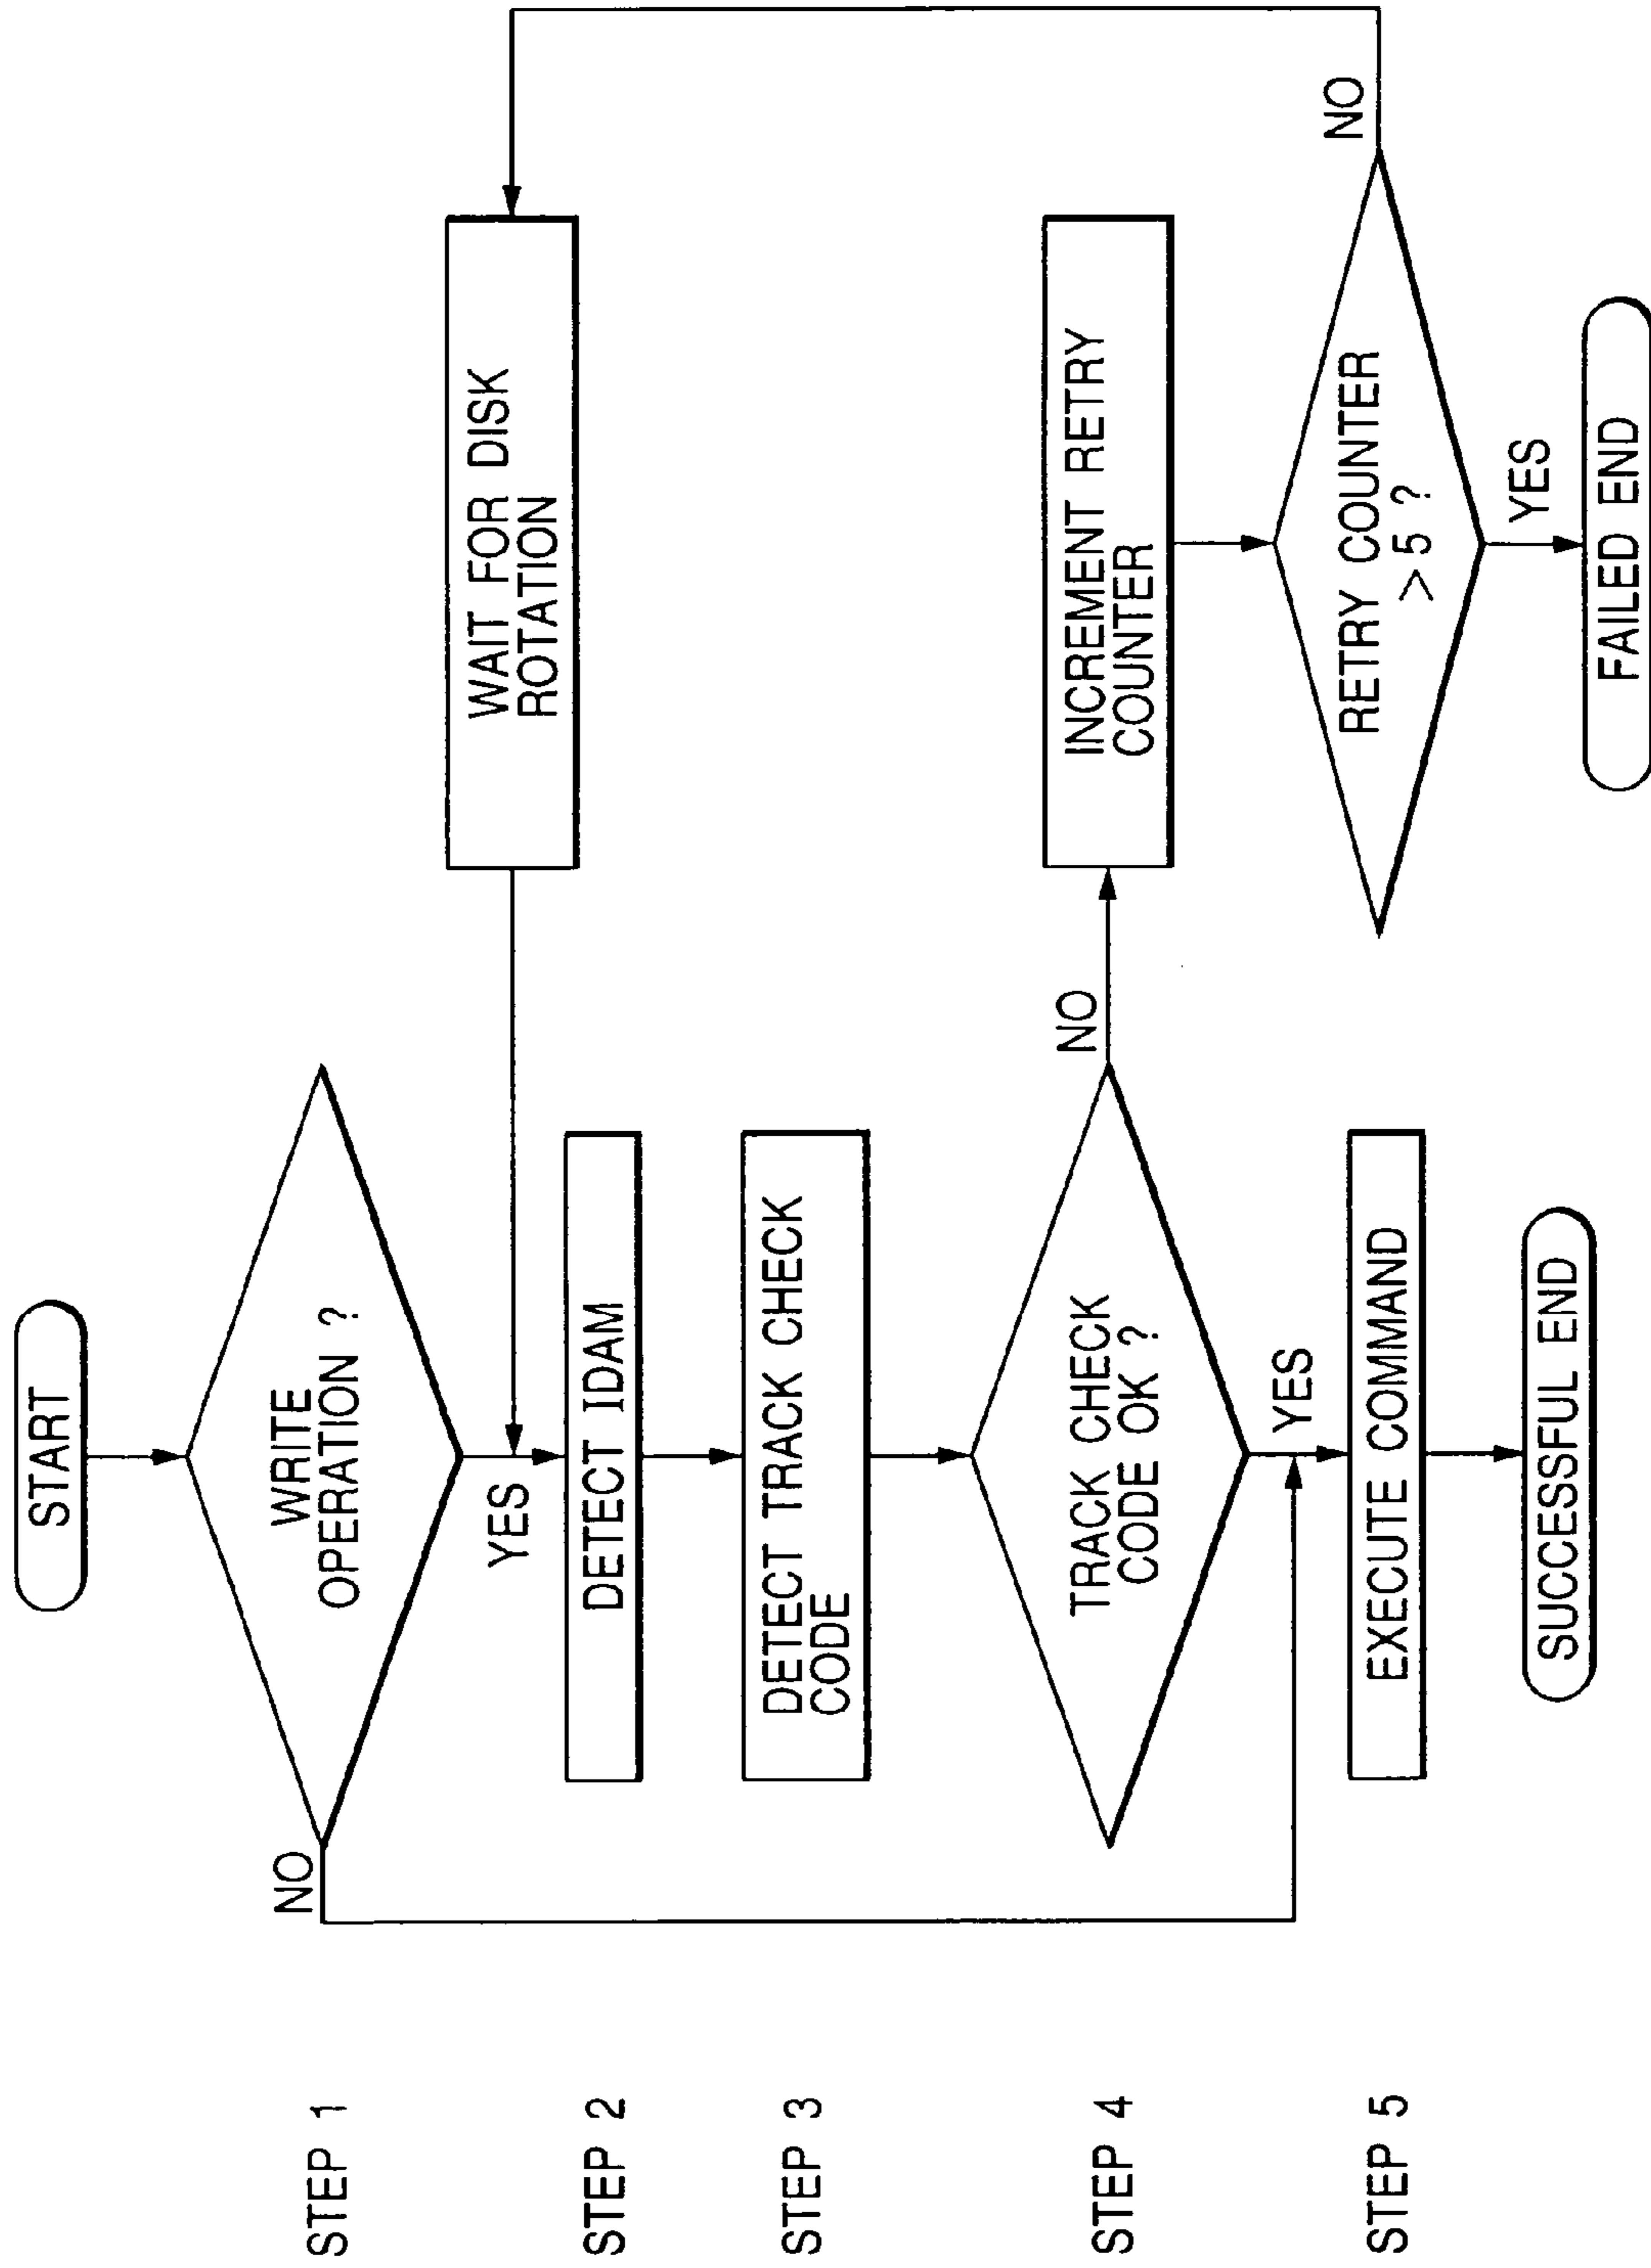 START
STEP 1
NO
WRITE
OPERATION ?
YES
WAIT FOR DISK
ROTATION
STEP 2
DETECT IDAM
STEP 3
DETECT TRACK CHECK
CODE
STEP 4
TRACK CHECK
CODE OK ?
NO
INCREMENT RETRY
COUNTER
YES
RETRY COUNTER
>5 ?
NO
STEP 5
EXECUTE COMMAND
YES
SUCCESSFUL END
FAILED END